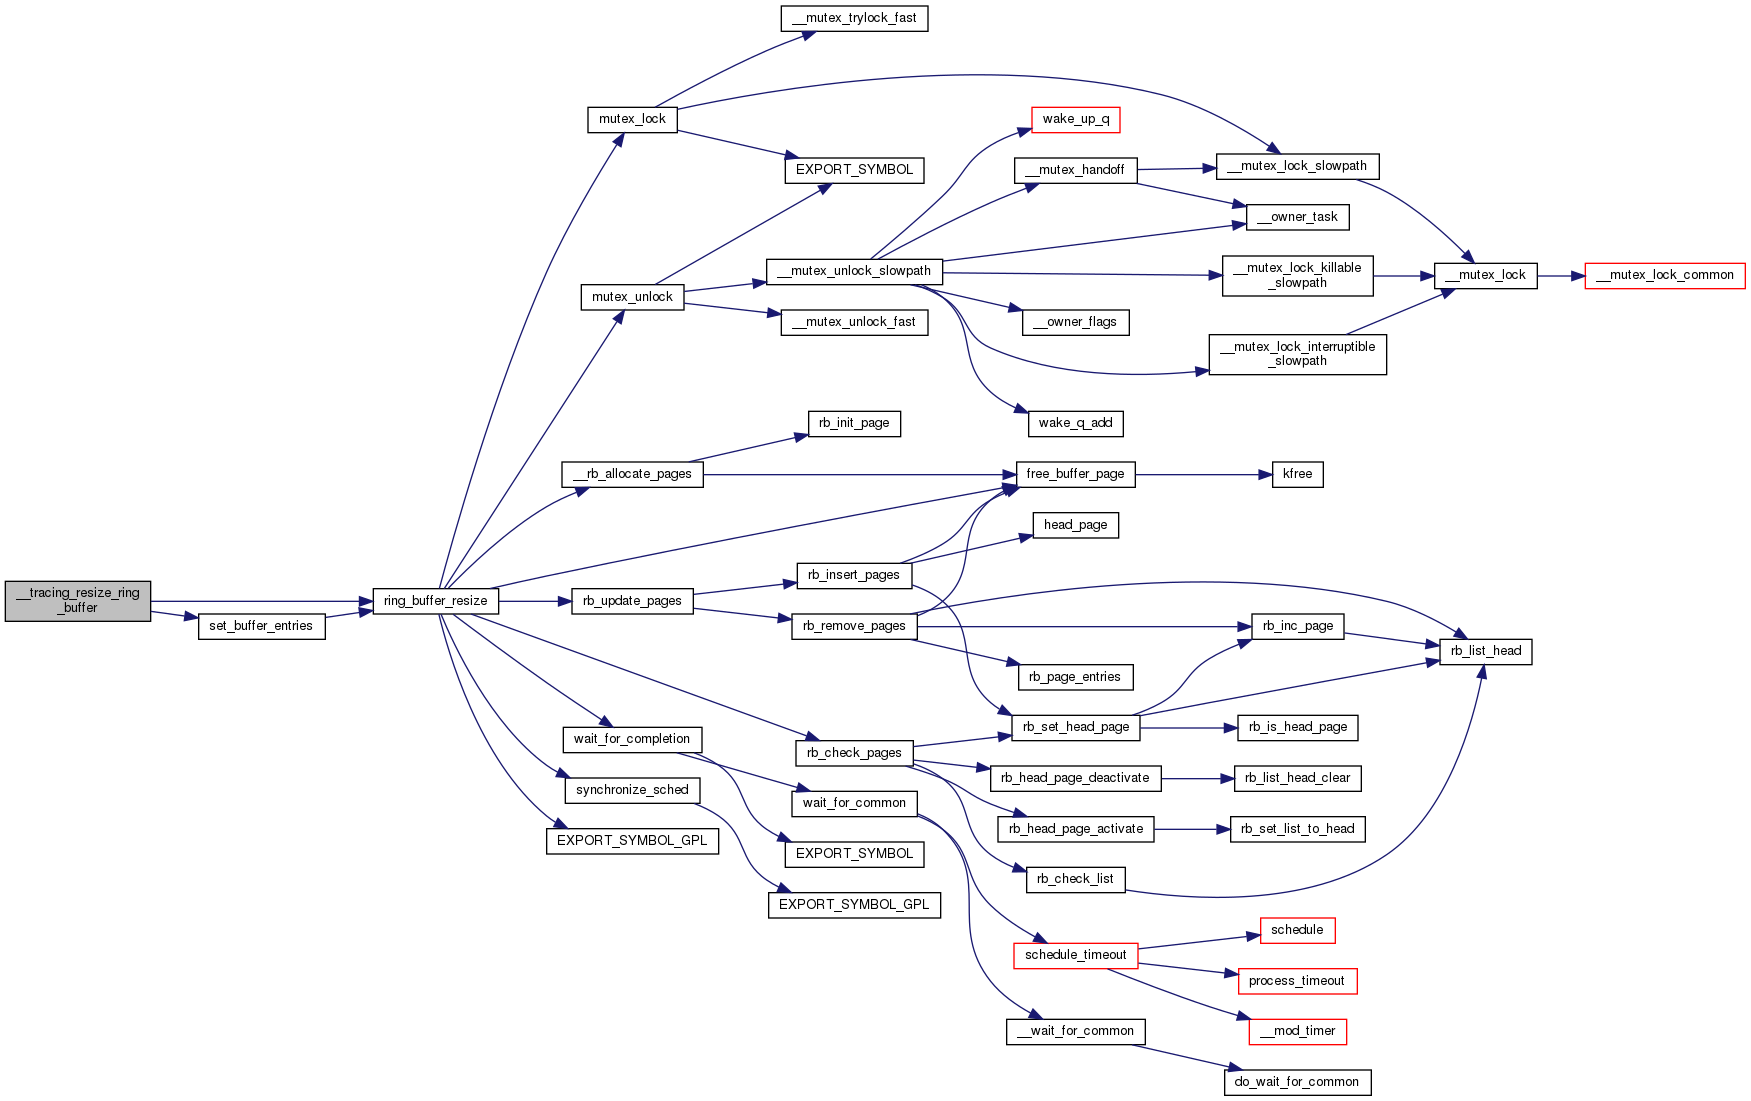 __tracing_resize_ring
_buffer
set_buffer_entries
ring_buffer_resize
mutex_lock
mutex_unlock
__rb_allocate_pages
rb_update_pages
wait_for_completion
synchronize_sched
EXPORT_SYMBOL_GPL
__mutex_trylock_fast
EXPORT_SYMBOL
__mutex_unlock_slowpath
__mutex_unlock_fast
rb_init_page
rb_insert_pages
rb_remove_pages
rb_check_pages
wait_for_common
EXPORT_SYMBOL
EXPORT_SYMBOL_GPL
wake_up_q
__mutex_handoff
__owner_flags
wake_q_add
free_buffer_page
head_page
rb_page_entries
rb_set_head_page
rb_head_page_deactivate
rb_head_page_activate
rb_check_list
schedule_timeout
__wait_for_common
__mutex_lock_slowpath
__owner_task
__mutex_lock_killable
_slowpath
__mutex_lock_interruptible
_slowpath
kfree
rb_inc_page
rb_is_head_page
rb_list_head_clear
rb_set_list_to_head
schedule
process_timeout
__mod_timer
do_wait_for_common
__mutex_lock
rb_list_head
__mutex_lock_common